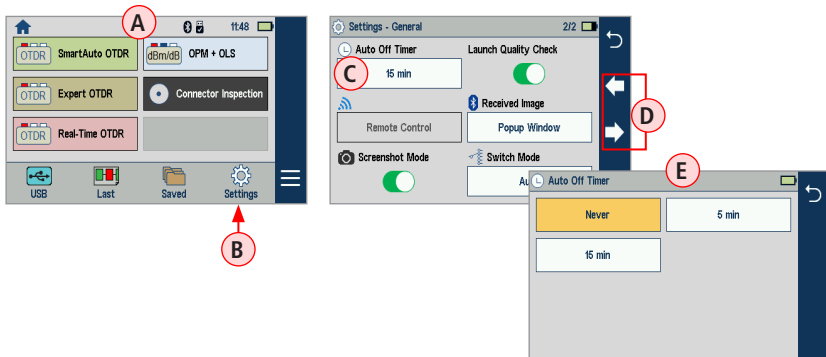 A
11:48
OTDR SmartAuto OTDR
dBm/dB OPM + OLS
OTDR Expert OTDR
Connector Inspection
OTDR Real-Time OTDR
USB
Last
Saved
Settings
B
Settings - General 2/2
Auto Off Timer
Launch Quality Check
C
15 min
Received Image
Remote Control
Popup Window
D
Screenshot Mode
Switch Mode
Au
E
Auto Off Timer
Never
5 min
15 min